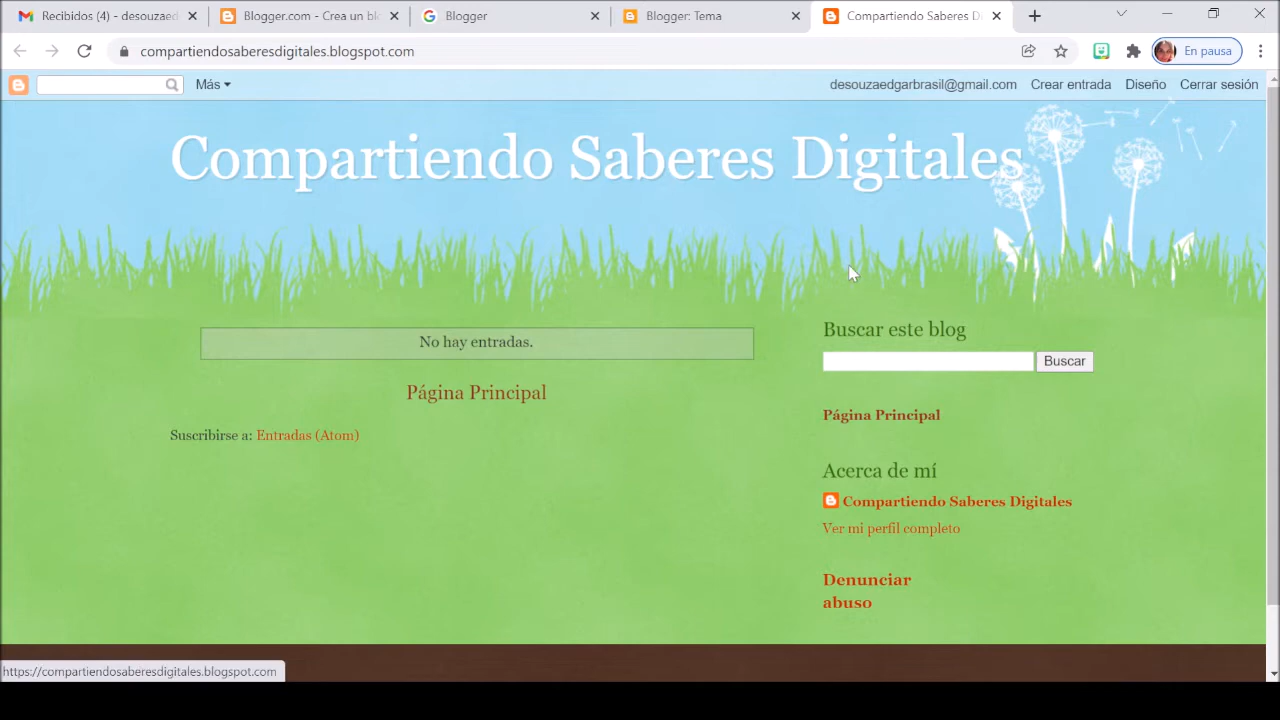 Recibidos (4) - desouzaed
Blogger.com - Crea un bl
Blogger
Blogger: Tema
Compartiendo Saberes D
compartiendosaberesdigitales.blogspot.com
En pausa
Más
desouzaedgarbrasil@gmail.com
Crear entrada
Diseño
Cerrar sesión
Compartiendo Saberes Digitales
No hay entradas.
Página Principal
Suscribirse a: Entradas (Atom)
Buscar este blog
Buscar
Página Principal
Acerca de mí
Compartiendo Saberes Digitales
Ver mi perfil completo
Denunciar
abuso
https://compartiendosaberesdigitales.blogspot.com